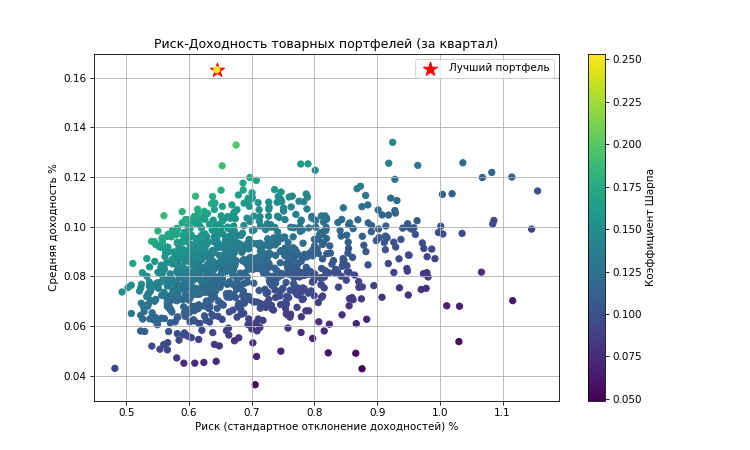 Риск-Доходность товарных портфелей (за квартал)
Лучший портфель
Средняя доходность %
0.16
0.14
0.12
0.10
0.08
0.06
0.04
0.5 0.6 0.7 0.8 0.9 1.0 1.1
Риск (стандартное отклонение доходностей) %
0.250
0.225
0.200
0.175
0.150
0.125
0.100
0.075
0.050
Коэффициент Шарпа